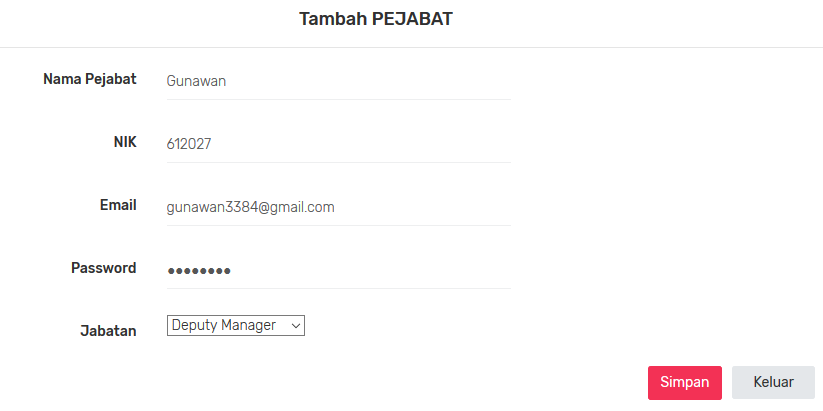 Tambah PEJABAT
Nama Pejabat Gunawan
NIK 612027
Email gunawan3384@gmail.com
Password ••••••••
Jabatan Deputy Manager
Simpan Keluar